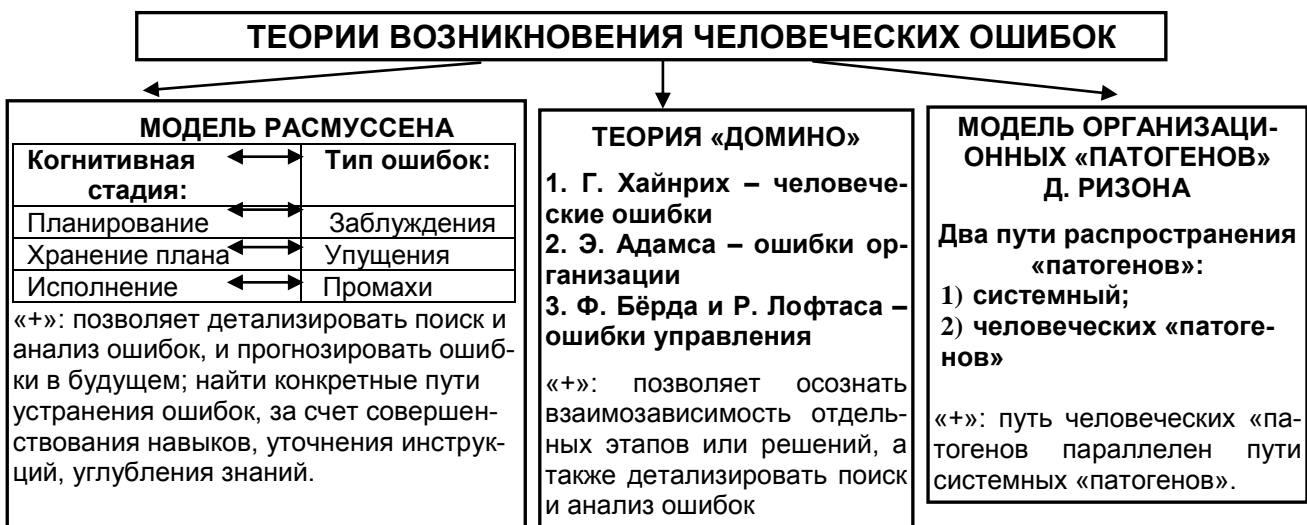 ТЕОРИИ ВОЗНИКНОВЕНИЯ ЧЕЛОВЕЧЕСКИХ ОШИБОК
МОДЕЛЬ РАСМУССЕНА
Когнитивная стадия:
Тип ошибок:
Планирование
Заблуждения
Хранение плана
Упущения
Исполнение
Промахи
«+»: позволяет детализировать поиск и
анализ ошибок, и прогнозировать ошиб-
ки в будущем; найти конкретные пути
устранения ошибок, за счет совершен-
ствования навыков, уточнения инструк-
ций, углубления знаний.
ТЕОРИЯ «ДОМИНО»
1. Г. Хайнрих – человече-
ские ошибки
2. Э. Адамса – ошибки ор-
ганизации
3. Ф. Бёрда и Р. Лофтаса –
ошибки управления
«+»: позволяет осознать
взаимозависимость отдель-
ных этапов или решений, а
также детализировать поиск
и анализ ошибок
МОДЕЛЬ ОРГАНИЗАЦИ-
ОННЫХ «ПАТОГЕНОВ»
Д. РИЗОНА
Два пути распространения
«патогенов»:
1) системный;
2) человеческих «патоге-
нов»
«+»: путь человеческих «па-
тогенов параллелен пути
системных «патогенов».